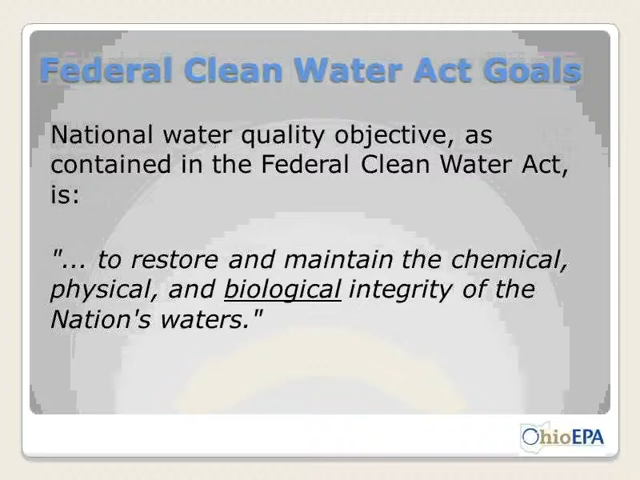 Federal Clean Water Act Goals
National water quality objective, as
contained in the Federal Clean Water Act,
is:
"... to restore and maintain the chemical,
physical, and biological integrity of the
Nation's waters."
OhioEPA